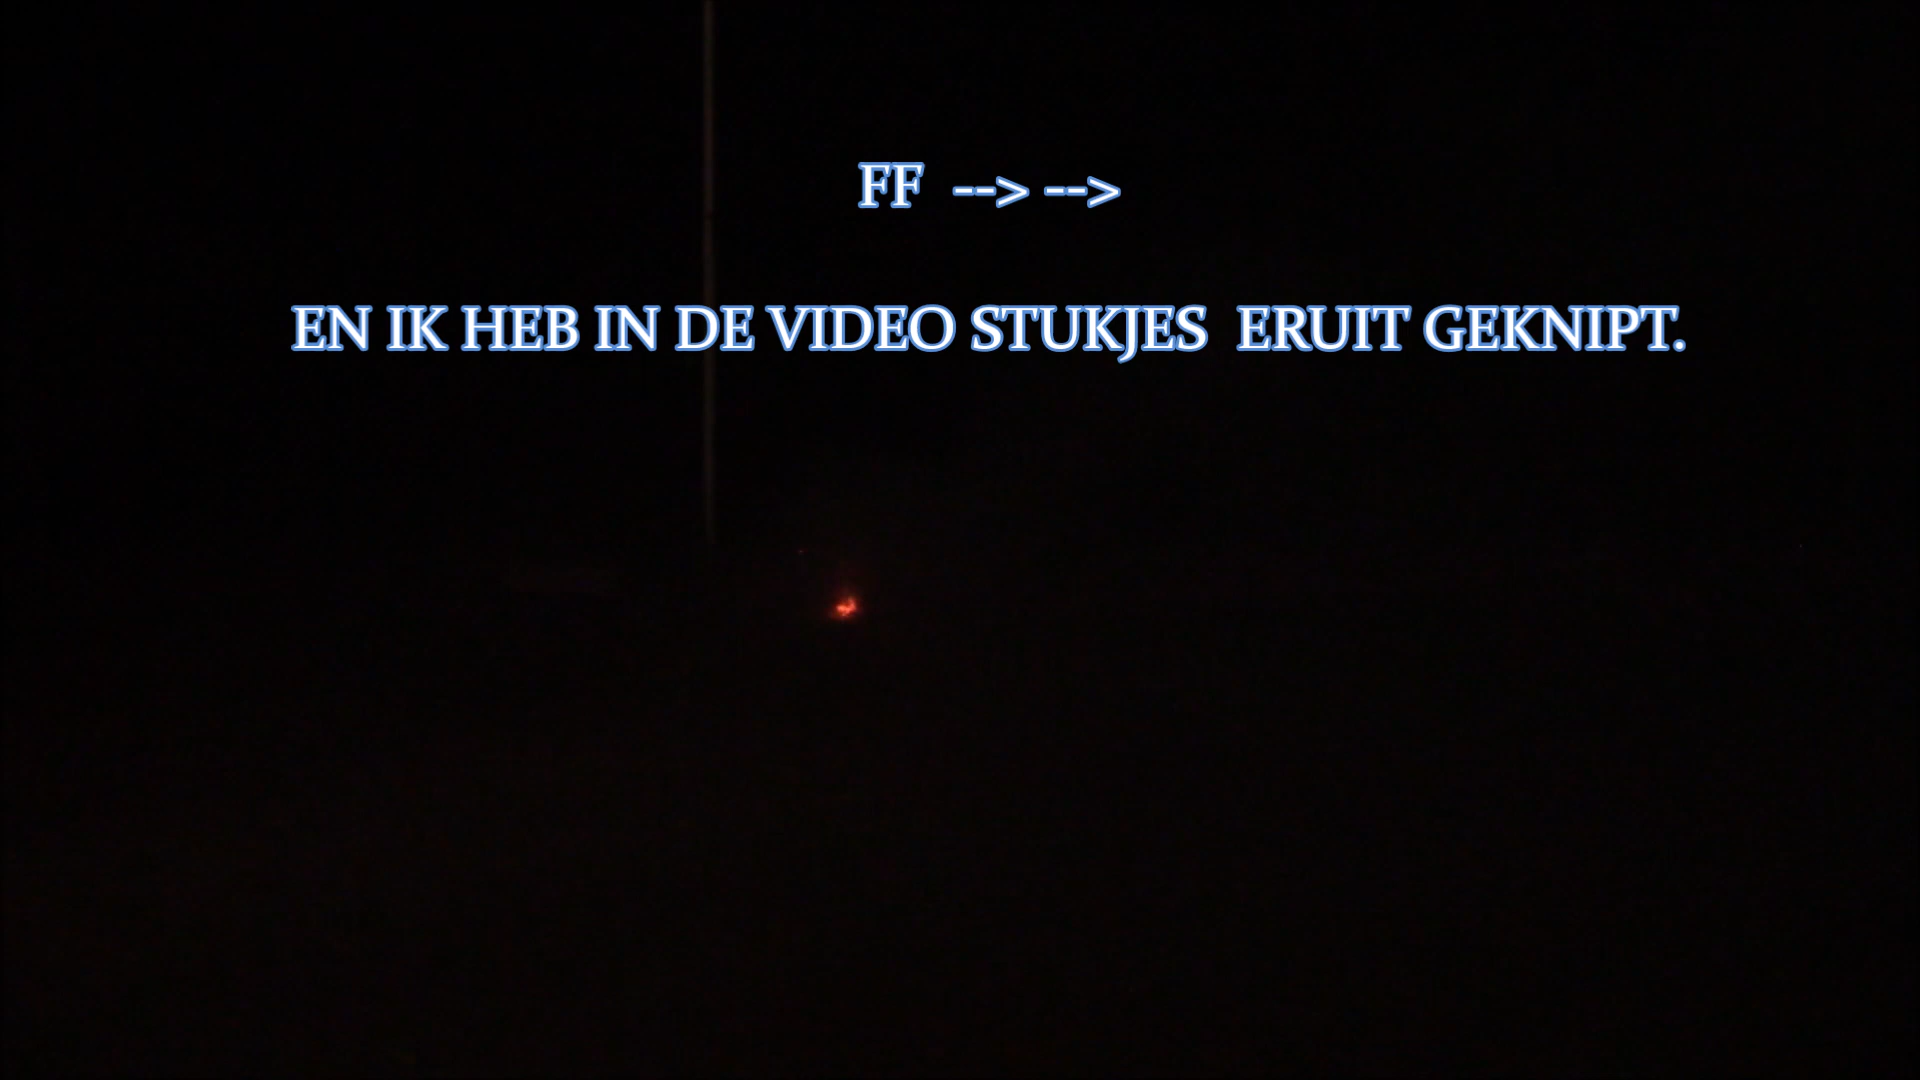 FF --> -->
EN IK HEB IN DE VIDEO STUKJES ERUIT GEKNIPT.